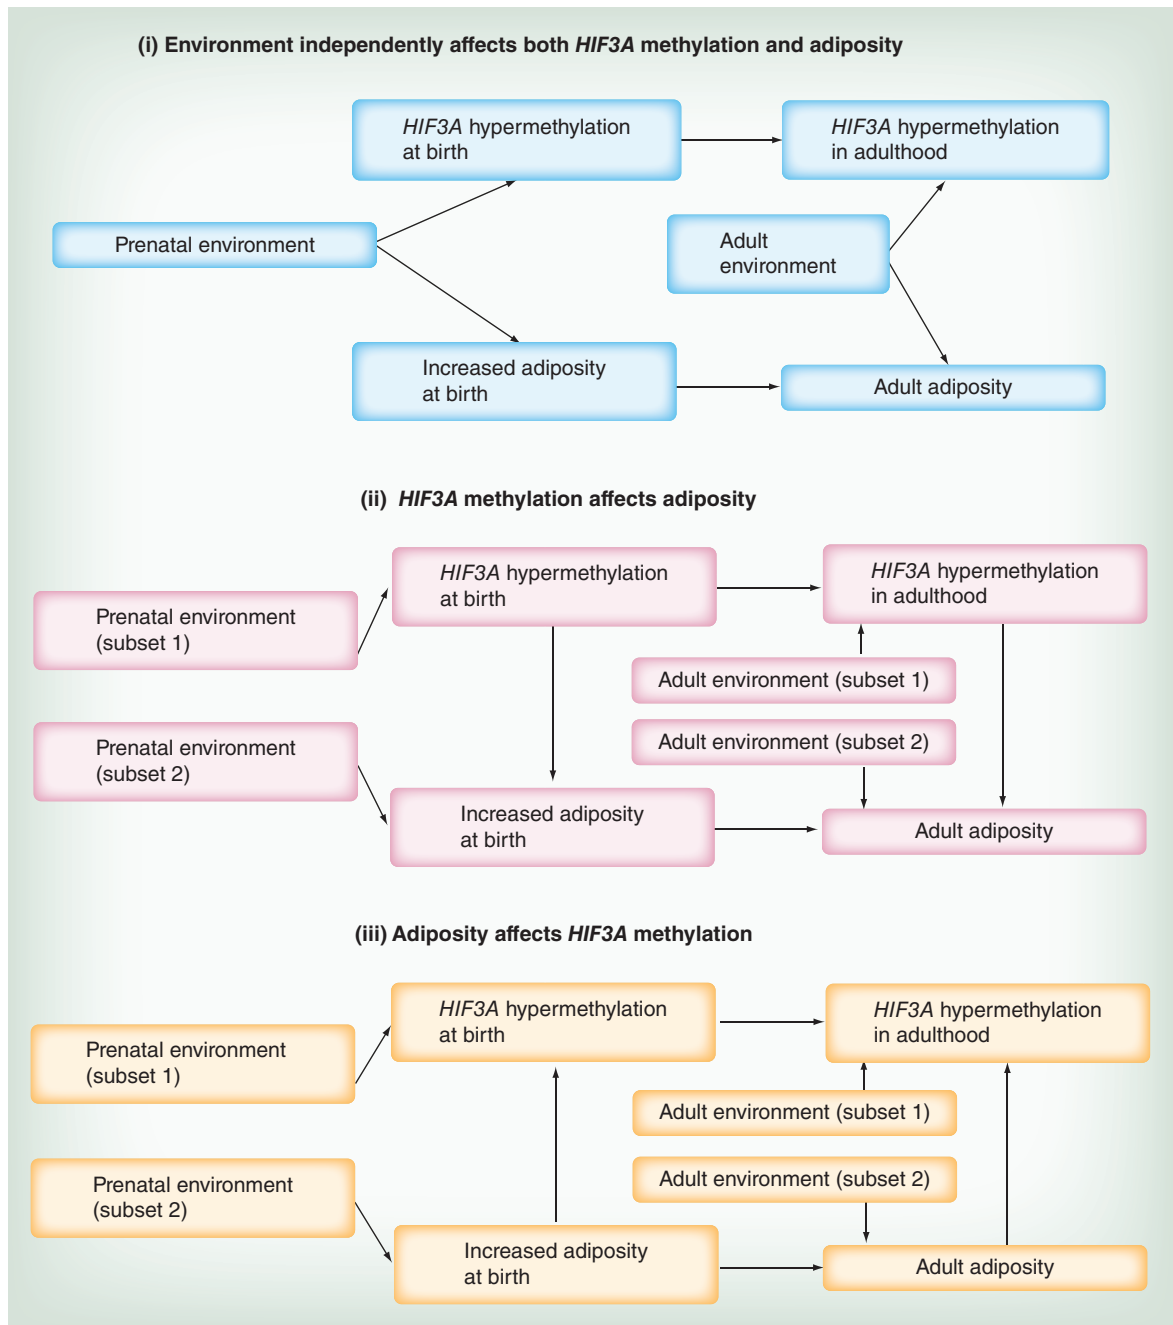 (i) Environment independently affects both HIF3A methylation and adiposity
HIF3A hypermethylation
at birth
HIF3A hypermethylation
in adulthood
Prenatal environment
Adult
environment
Increased adiposity
at birth
Adult adiposity
(ii) HIF3A methylation affects adiposity
HIF3A hypermethylation
at birth
HIF3A hypermethylation
in adulthood
Prenatal environment
(subset 1)
Adult environment (subset 1)
Prenatal environment
(subset 2)
Adult environment (subset 2)
Increased adiposity
at birth
Adult adiposity
(iii) Adiposity affects HIF3A methylation
HIF3A hypermethylation
at birth
HIF3A hypermethylation
in adulthood
Prenatal environment
(subset 1)
Adult environment (subset 1)
Prenatal environment
(subset 2)
Adult environment (subset 2)
Increased adiposity
at birth
Adult adiposity